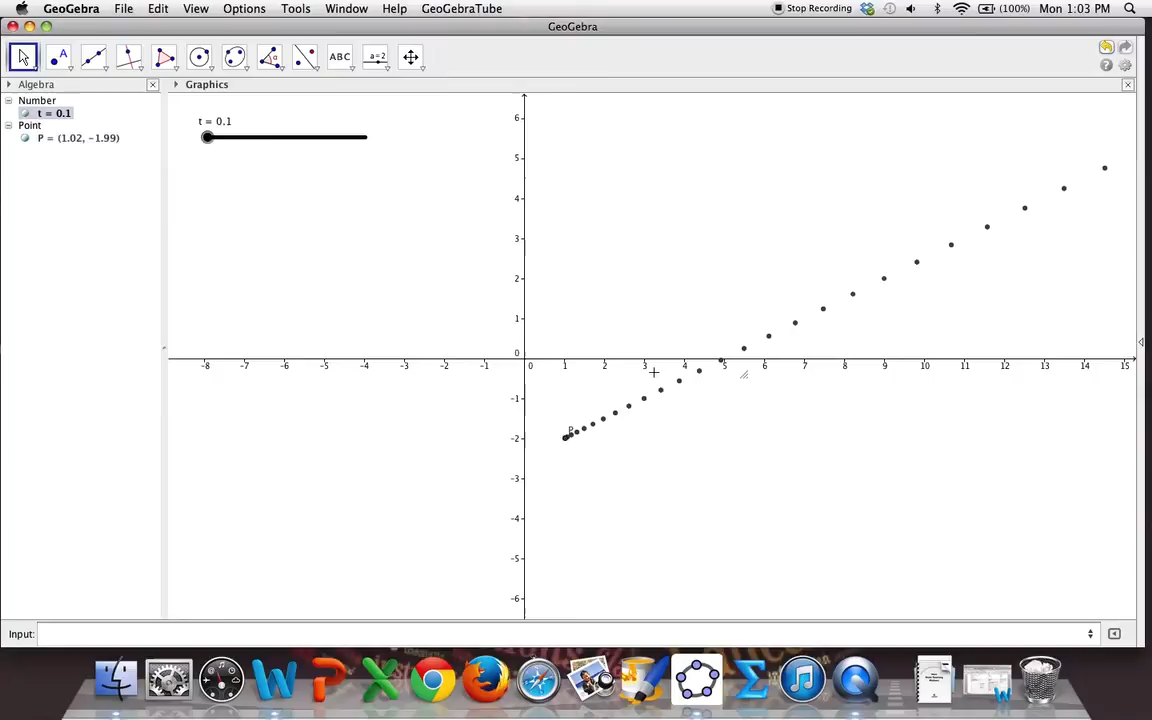 GeoGebra File Edit View Options Tools Window Help GeoGebraTube Stop Recording (100%) Mon 1:03 PM
GeoGebra
A ABC a=2
Algebra Graphics
Number
t = 0.1
Point
P = (1.02, −1.99)
t = 0.1
6
5
4
3
2
1
0
-8 -7 -6 -5 -4 -3 -2 -1 0 1 2 3 4 5 6 7 8 9 10 11 12 13 14 15
-1
P
-2
-3
-4
-5
-6
Input:
W P X Σ W